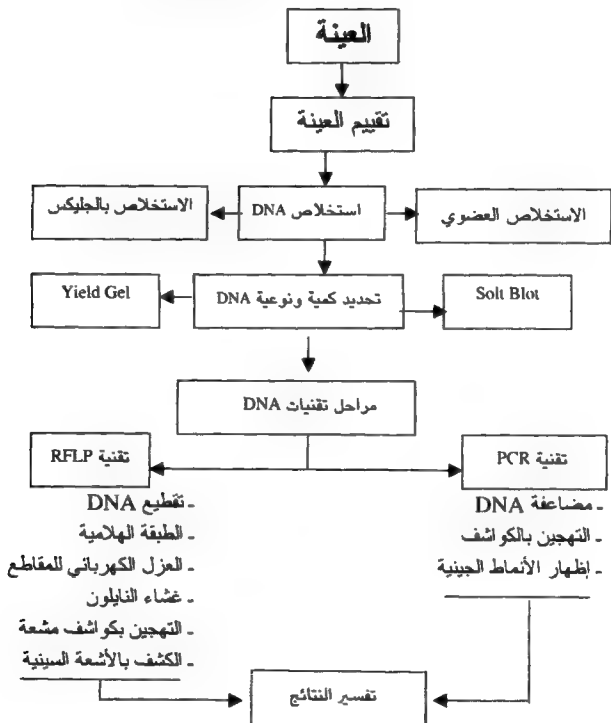 العينة
تقييم العينة
الاستخلاص العضوي
استخلاص DNA
الاستخلاص بالجليكس
Solt Blot
تحديد كمية ونوعية DNA
Yield Gel
مراحل تقنيات DNA
تقنية PCR
- مضاعفة DNA
- التهجين بالكواشف
- إظهار الأنماط الجينية
تقنية RFLP
- تقطيع DNA
- الطبقة الهلامية
- العزل الكهربائي للمقاطع
- غشاء النايلون
- التهجين بكواشف مشعة
- الكشف بالأشعة السينية
تفسير النتائج